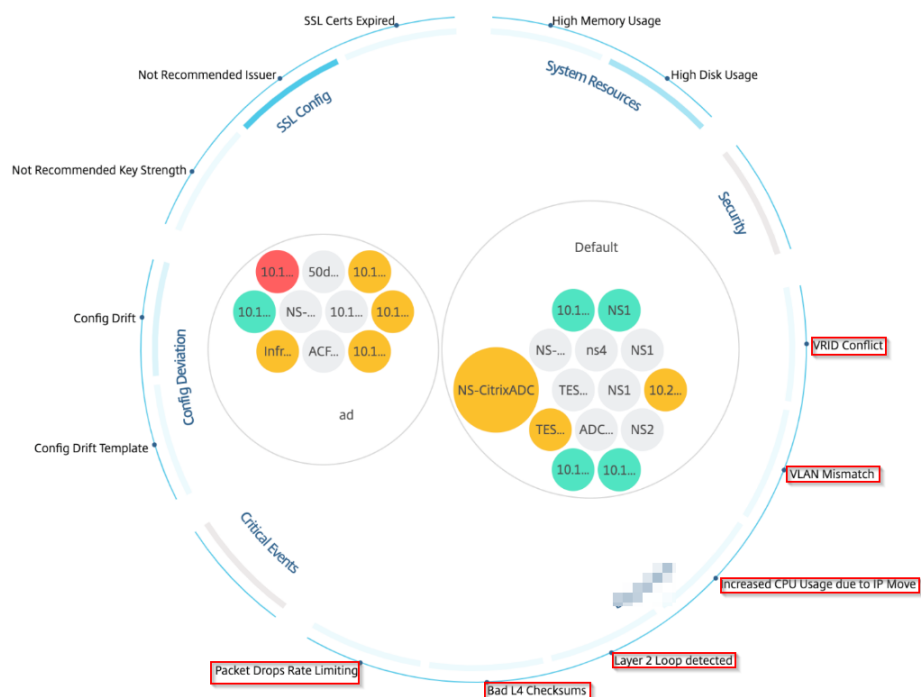 SSL Certs Expired
High Memory Usage
Not Recommended Issuer
High Disk Usage
SSL Config
System Resources
Not Recommended Key Strength
Security
Default
10.1...
50d...
10.1...
10.1...
NS-...
10.1...
10.1...
Infr...
ACF...
10.1...
ad
10.1...
NS1
NS-...
ns4
NS1
NS-CitrixADC
TES...
NS1
10.2...
TES...
ADC...
NS2
10.1...
10.1...
Config Drift
Config Deviation
Config Drift Template
VRID Conflict
VLAN Mismatch
Critical Events
Increased CPU Usage due to IP Move
Layer 2 Loop detected
Packet Drops Rate Limiting
Bad L4 Checksums